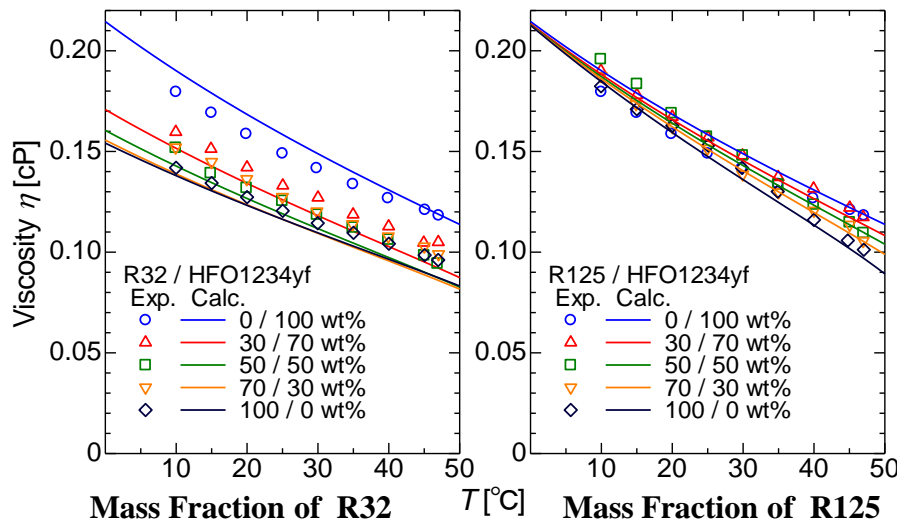 Viscosity η [cP]
0.20
0.15
0.10
0.05
0
R32 / HFO1234yf
Exp. Calc.
0 / 100 wt%
30 / 70 wt%
50 / 50 wt%
70 / 30 wt%
100 / 0 wt%
10 20 30 40 50
Mass Fraction of R32
T [°C]
0.20
0.15
0.10
0.05
0
R125 / HFO1234yf
Exp. Calc.
0 / 100 wt%
30 / 70 wt%
50 / 50 wt%
70 / 30 wt%
100 / 0 wt%
10 20 30 40 50
Mass Fraction of R125